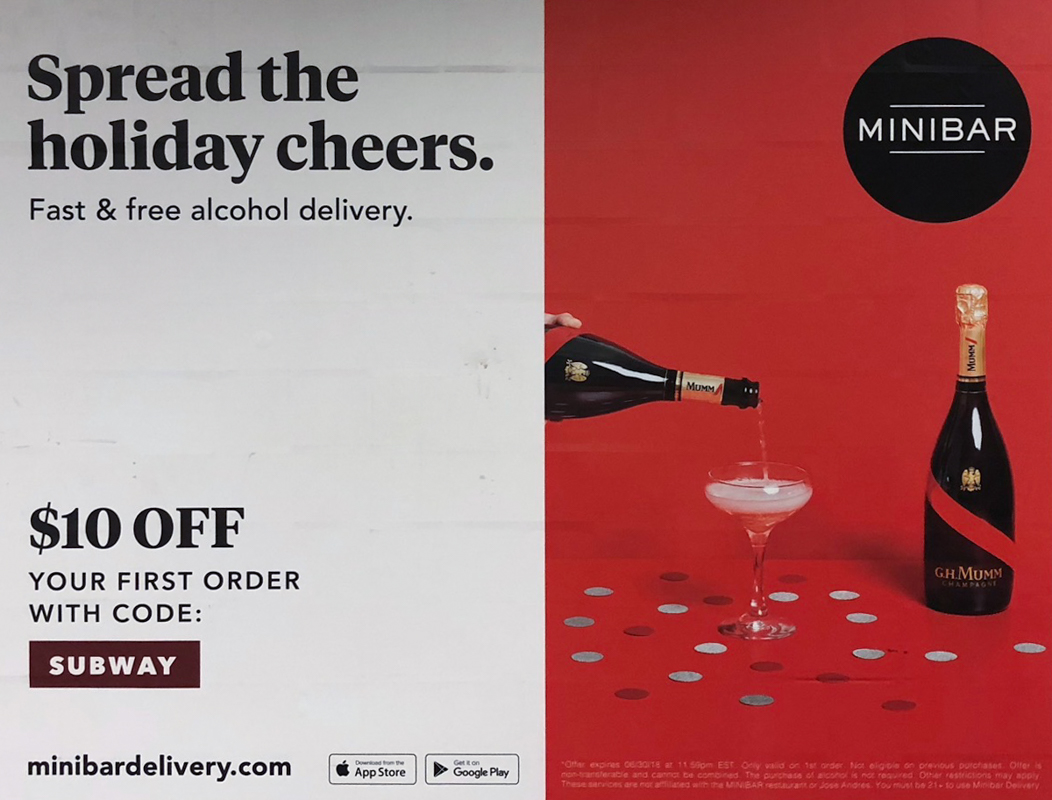 Spread the
holiday cheers.
Fast & free alcohol delivery.
$10 OFF
YOUR FIRST ORDER
WITH CODE:
SUBWAY
minibardelivery.com
Download from the
App Store
Get it on
Google Play
MINIBAR
MUMM
MUMM
G.H.MUMM
CHAMPAGNE
*Offer expires 06/30/18 at 11:59pm EST. Only valid on 1st order. Not eligible on previous purchases. Offer is
non-transferable and cannot be combined. The purchase of alcohol is not required. Other restrictions may apply.
These services are not affiliated with the MINIBAR restaurant or Jose Andres. You must be 21+ to use Minibar Delivery